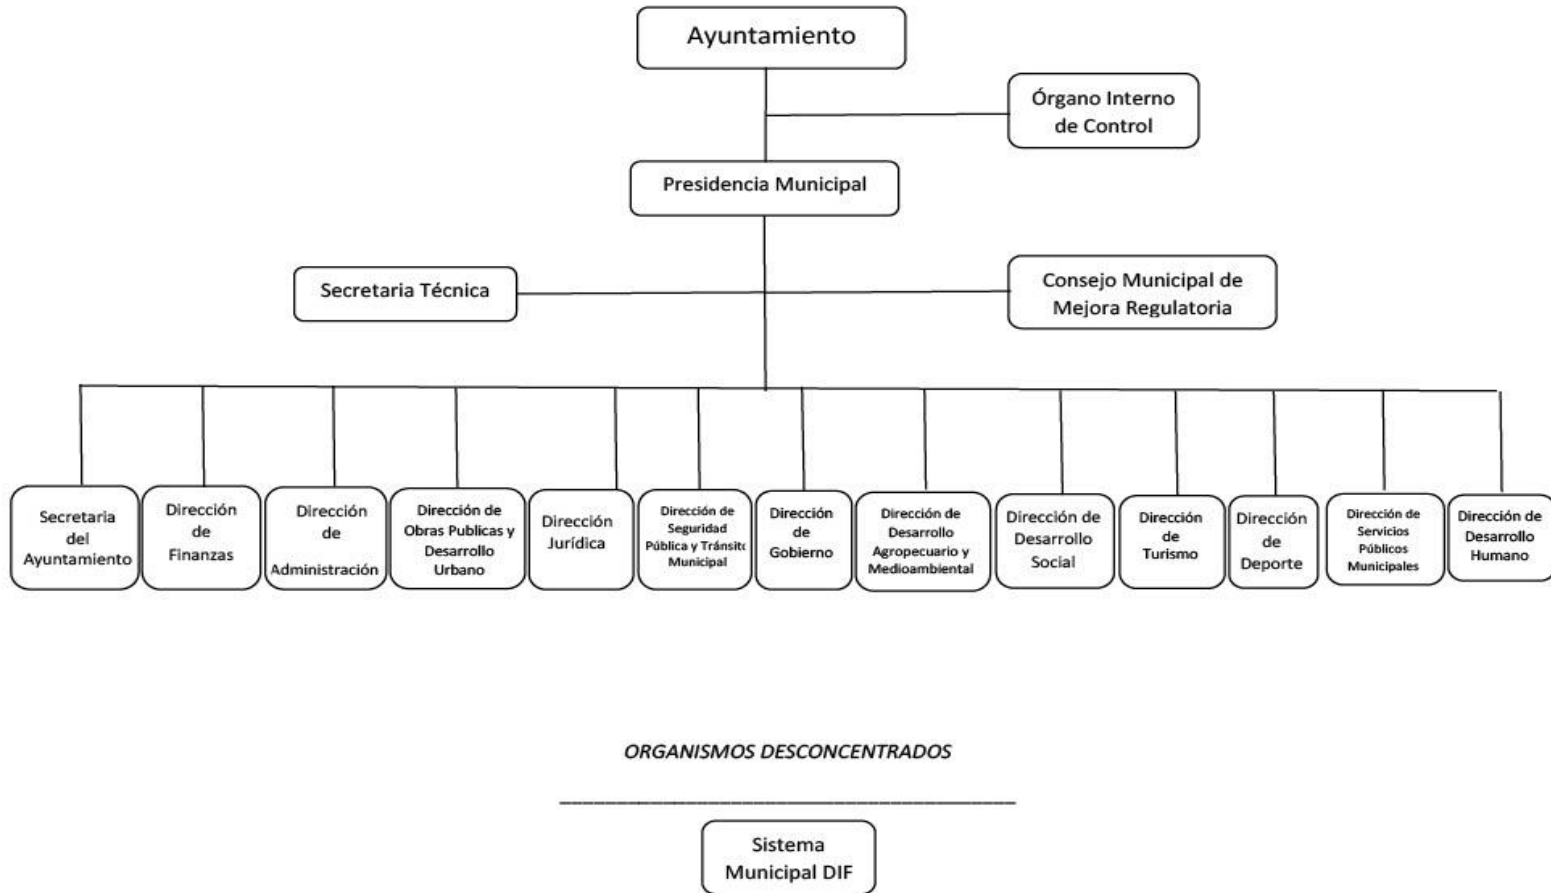 Ayuntamiento
Órgano Interno
de Control
Presidencia Municipal
Secretaria Técnica
Consejo Municipal de
Mejora Regulatoria
Secretaria
del
Ayuntamiento
Dirección
de
Finanzas
Dirección
de
Administración
Dirección de
Obras Publicas y
Desarrollo
Urbano
Dirección
Jurídica
Dirección de
Seguridad
Pública y Tránsito
Municipal
Dirección
de
Gobierno
Dirección de
Desarrollo
Agropecuario y
Medioambiental
Dirección de
Desarrollo
Social
Dirección
de
Turismo
Dirección
de
Deporte
Dirección de
Servicios
Públicos
Municipales
Dirección de
Desarrollo
Humano
ORGANISMOS DESCONCENTRADOS
Sistema
Municipal DIF